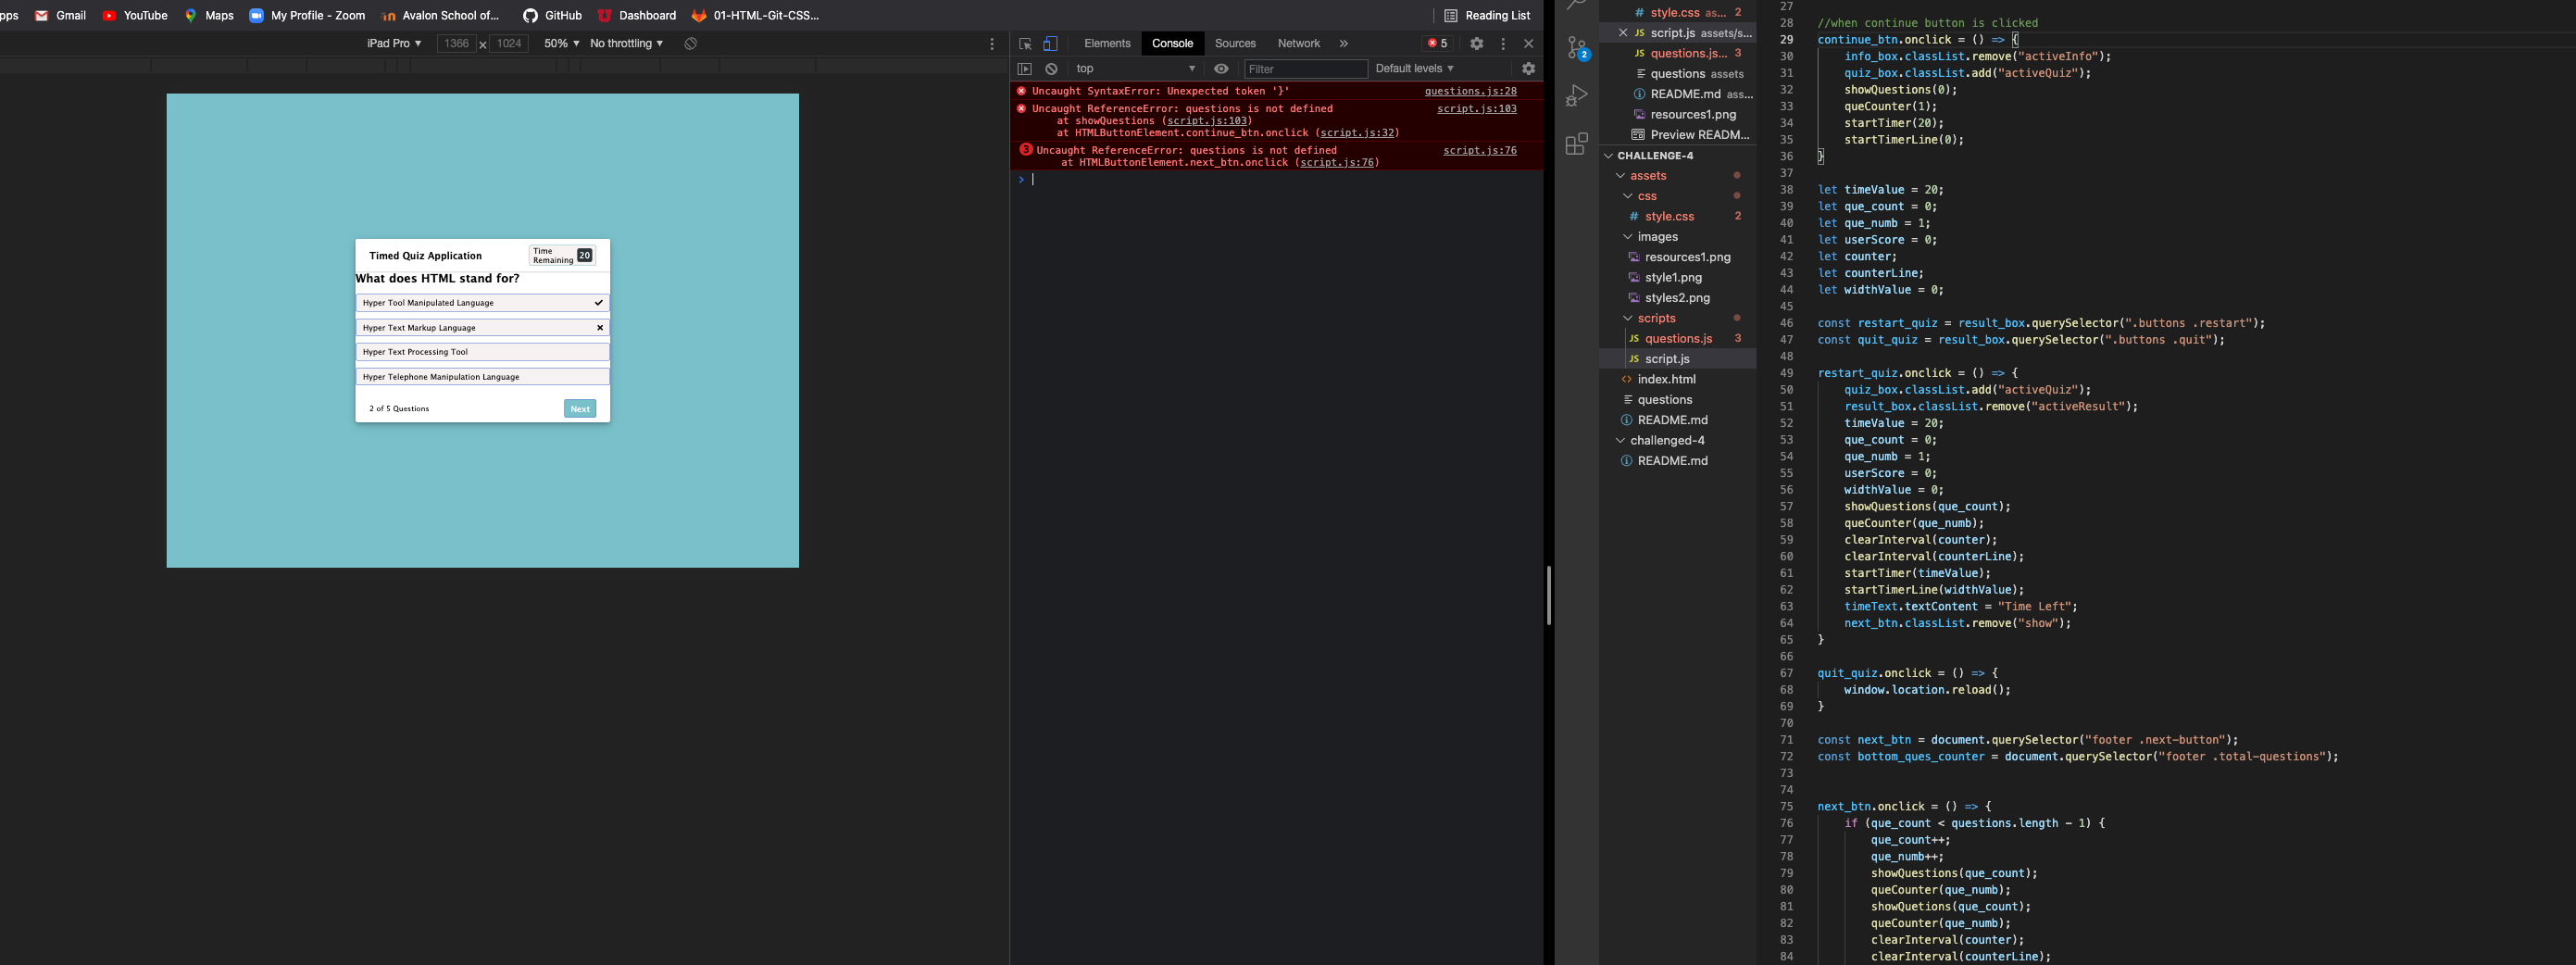 pps Gmail YouTube Maps My Profile - Zoom Avalon School of... GitHub Dashboard 01-HTML-Git-CSS... Reading List
iPad Pro ▼ 1366 x 1024 50% ▼ No throttling ▼
Elements Console Sources Network » 5
top ▼ Filter Default levels ▼
Uncaught SyntaxError: Unexpected token '}' questions.js:28
Uncaught ReferenceError: questions is not defined script.js:103
at showQuestions (script.js:103)
at HTMLButtonElement.continue_btn.onclick (script.js:32)
3 Uncaught ReferenceError: questions is not defined script.js:76
at HTMLButtonElement.next_btn.onclick (script.js:76)
>
Timed Quiz Application
Time
Remaining 20
What does HTML stand for?
Hyper Tool Manipulated Language
Hyper Text Markup Language
Hyper Text Processing Tool
Hyper Telephone Manipulation Language
2 of 5 Questions
Next
2
# style.css as... 2
JS script.js assets/s...
JS questions.js... 3
questions assets
README.md ass...
resources1.png
Preview READM...
CHALLENGE-4
assets
css
# style.css 2
images
resources1.png
style1.png
styles2.png
scripts
JS questions.js 3
JS script.js
<> index.html
questions
README.md
challenged-4
README.md
27
28 //when continue button is clicked
29 continue_btn.onclick = () => {
30 info_box.classList.remove("activeInfo");
31 quiz_box.classList.add("activeQuiz");
32 showQuestions(0);
33 queCounter(1);
34 startTimer(20);
35 startTimerLine(0);
36 }
37
38 let timeValue = 20;
39 let que_count = 0;
40 let que_numb = 1;
41 let userScore = 0;
42 let counter;
43 let counterLine;
44 let widthValue = 0;
45
46 const restart_quiz = result_box.querySelector(".buttons .restart");
47 const quit_quiz = result_box.querySelector(".buttons .quit");
48
49 restart_quiz.onclick = () => {
50 quiz_box.classList.add("activeQuiz");
51 result_box.classList.remove("activeResult");
52 timeValue = 20;
53 que_count = 0;
54 que_numb = 1;
55 userScore = 0;
56 widthValue = 0;
57 showQuestions(que_count);
58 queCounter(que_numb);
59 clearInterval(counter);
60 clearInterval(counterLine);
61 startTimer(timeValue);
62 startTimerLine(widthValue);
63 timeText.textContent = "Time Left";
64 next_btn.classList.remove("show");
65 }
66
67 quit_quiz.onclick = () => {
68 window.location.reload();
69 }
70
71 const next_btn = document.querySelector("footer .next-button");
72 const bottom_ques_counter = document.querySelector("footer .total-questions");
73
74
75 next_btn.onclick = () => {
76 if (que_count < questions.length - 1) {
77 que_count++;
78 que_numb++;
79 showQuestions(que_count);
80 queCounter(que_numb);
81 showQuetions(que_count);
82 queCounter(que_numb);
83 clearInterval(counter);
84 clearInterval(counterLine);